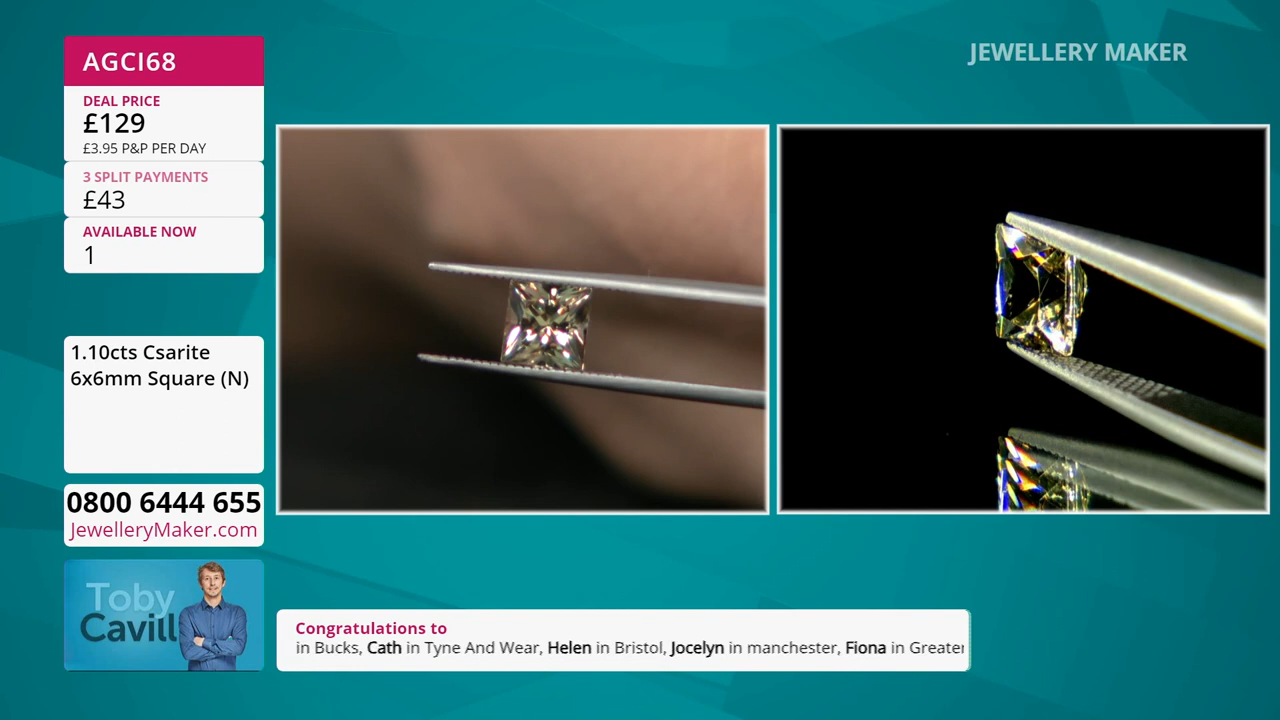 AGCI68
DEAL PRICE
£129
£3.95 P&P PER DAY
3 SPLIT PAYMENTS
£43
AVAILABLE NOW
1
1.10cts Csarite
6x6mm Square (N)
0800 6444 655
JewelleryMaker.com
Toby
Cavill
JEWELLERY MAKER
Congratulations to
in Bucks, Cath in Tyne And Wear, Helen in Bristol, Jocelyn in manchester, Fiona in Greater